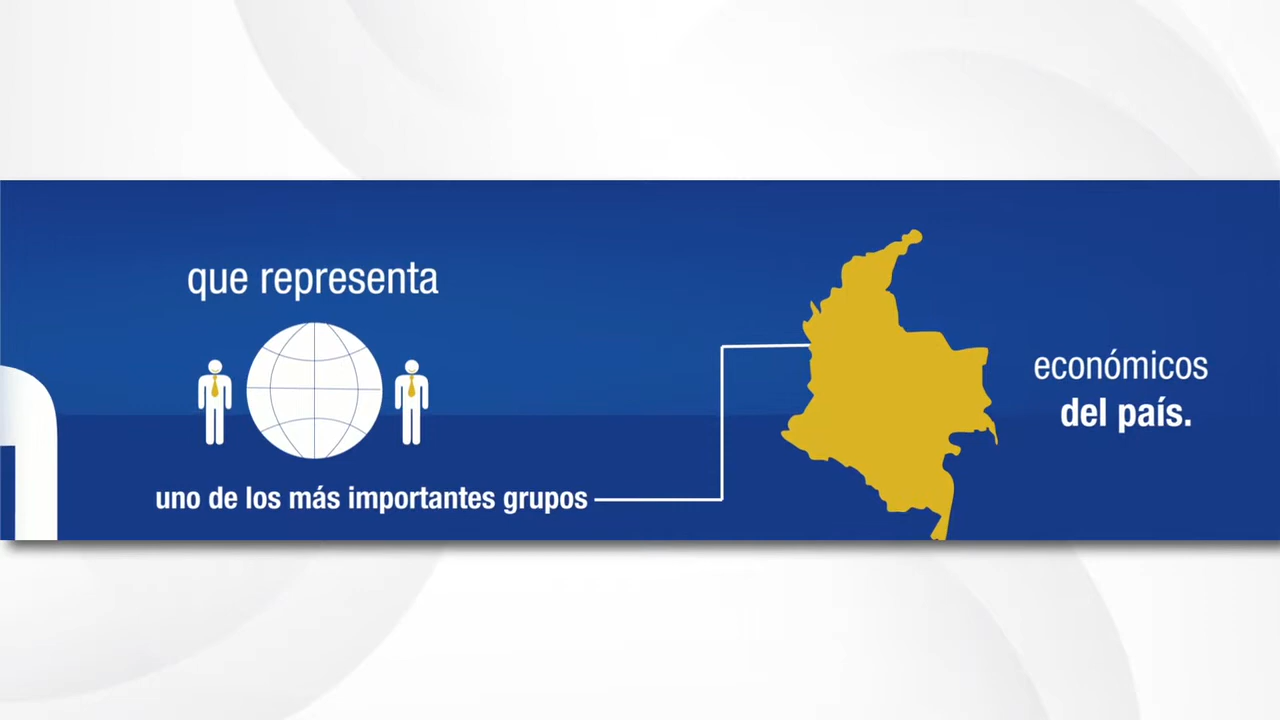 que representa
uno de los más importantes grupos
económicos
del país.